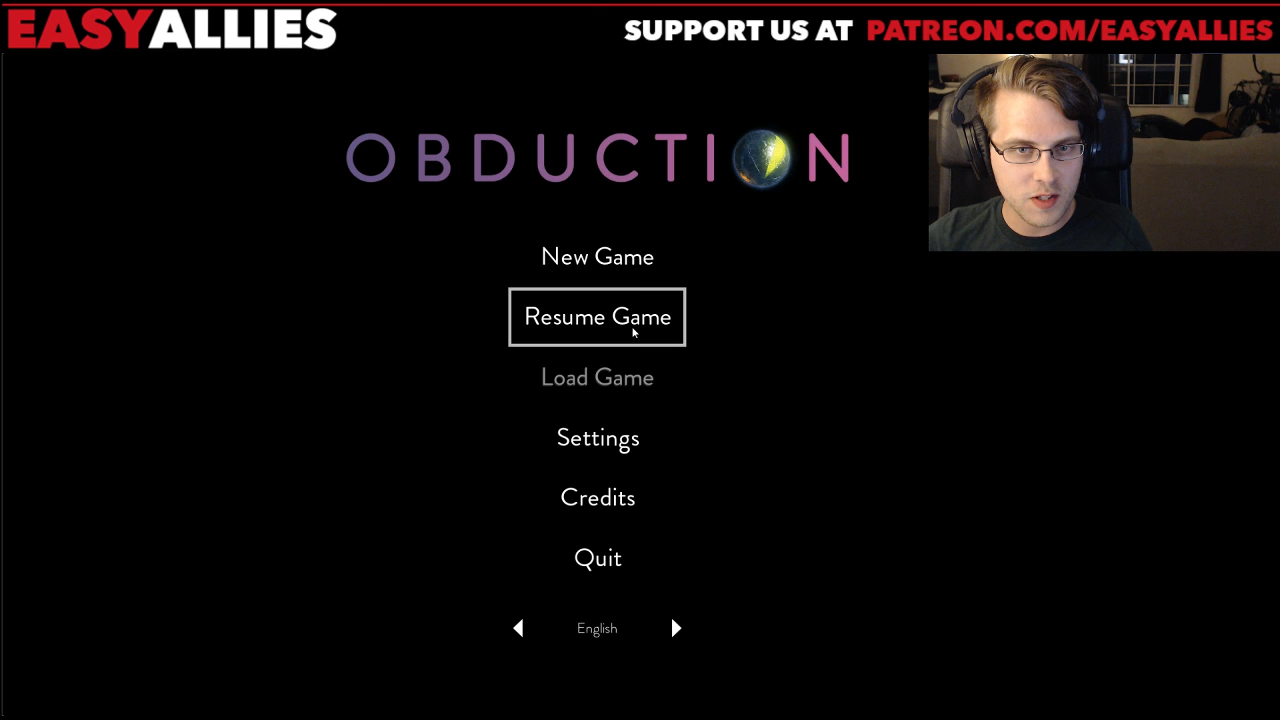 EASYALLIES
SUPPORT US AT PATREON.COM/EASYALLIES
OBDUCTION
New Game
Resume Game
Load Game
Settings
Credits
Quit
English